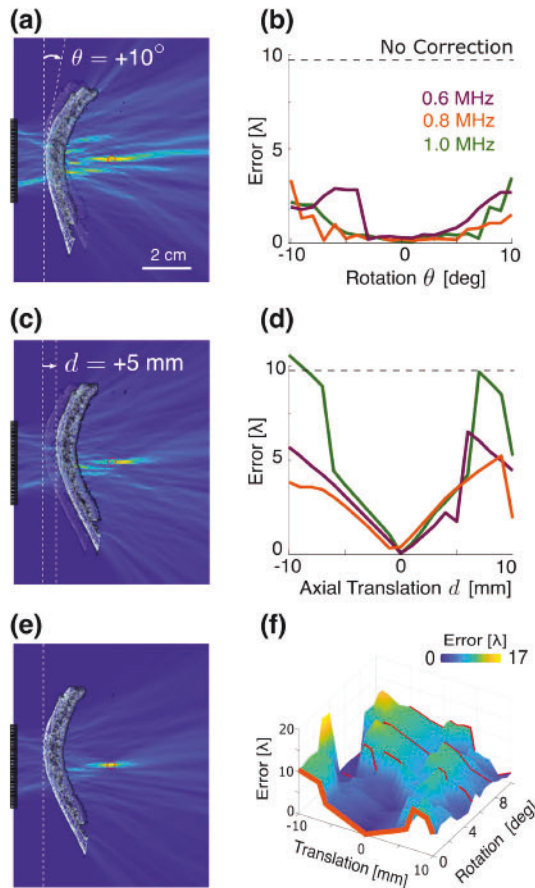 (a)
θ = +10°
2 cm
(b)
No Correction
10
5
0
Error [λ]
0.6 MHz
0.8 MHz
1.0 MHz
-10 0 10
Rotation θ [deg]
(c)
d = +5 mm
(d)
10
5
0
Error [λ]
-10 0 10
Axial Translation d [mm]
(e)
(f)
Error [λ]
0 17
20
10
0
Error [λ]
-10 0 10
Translation [mm]
0 4 8
Rotation [deg]